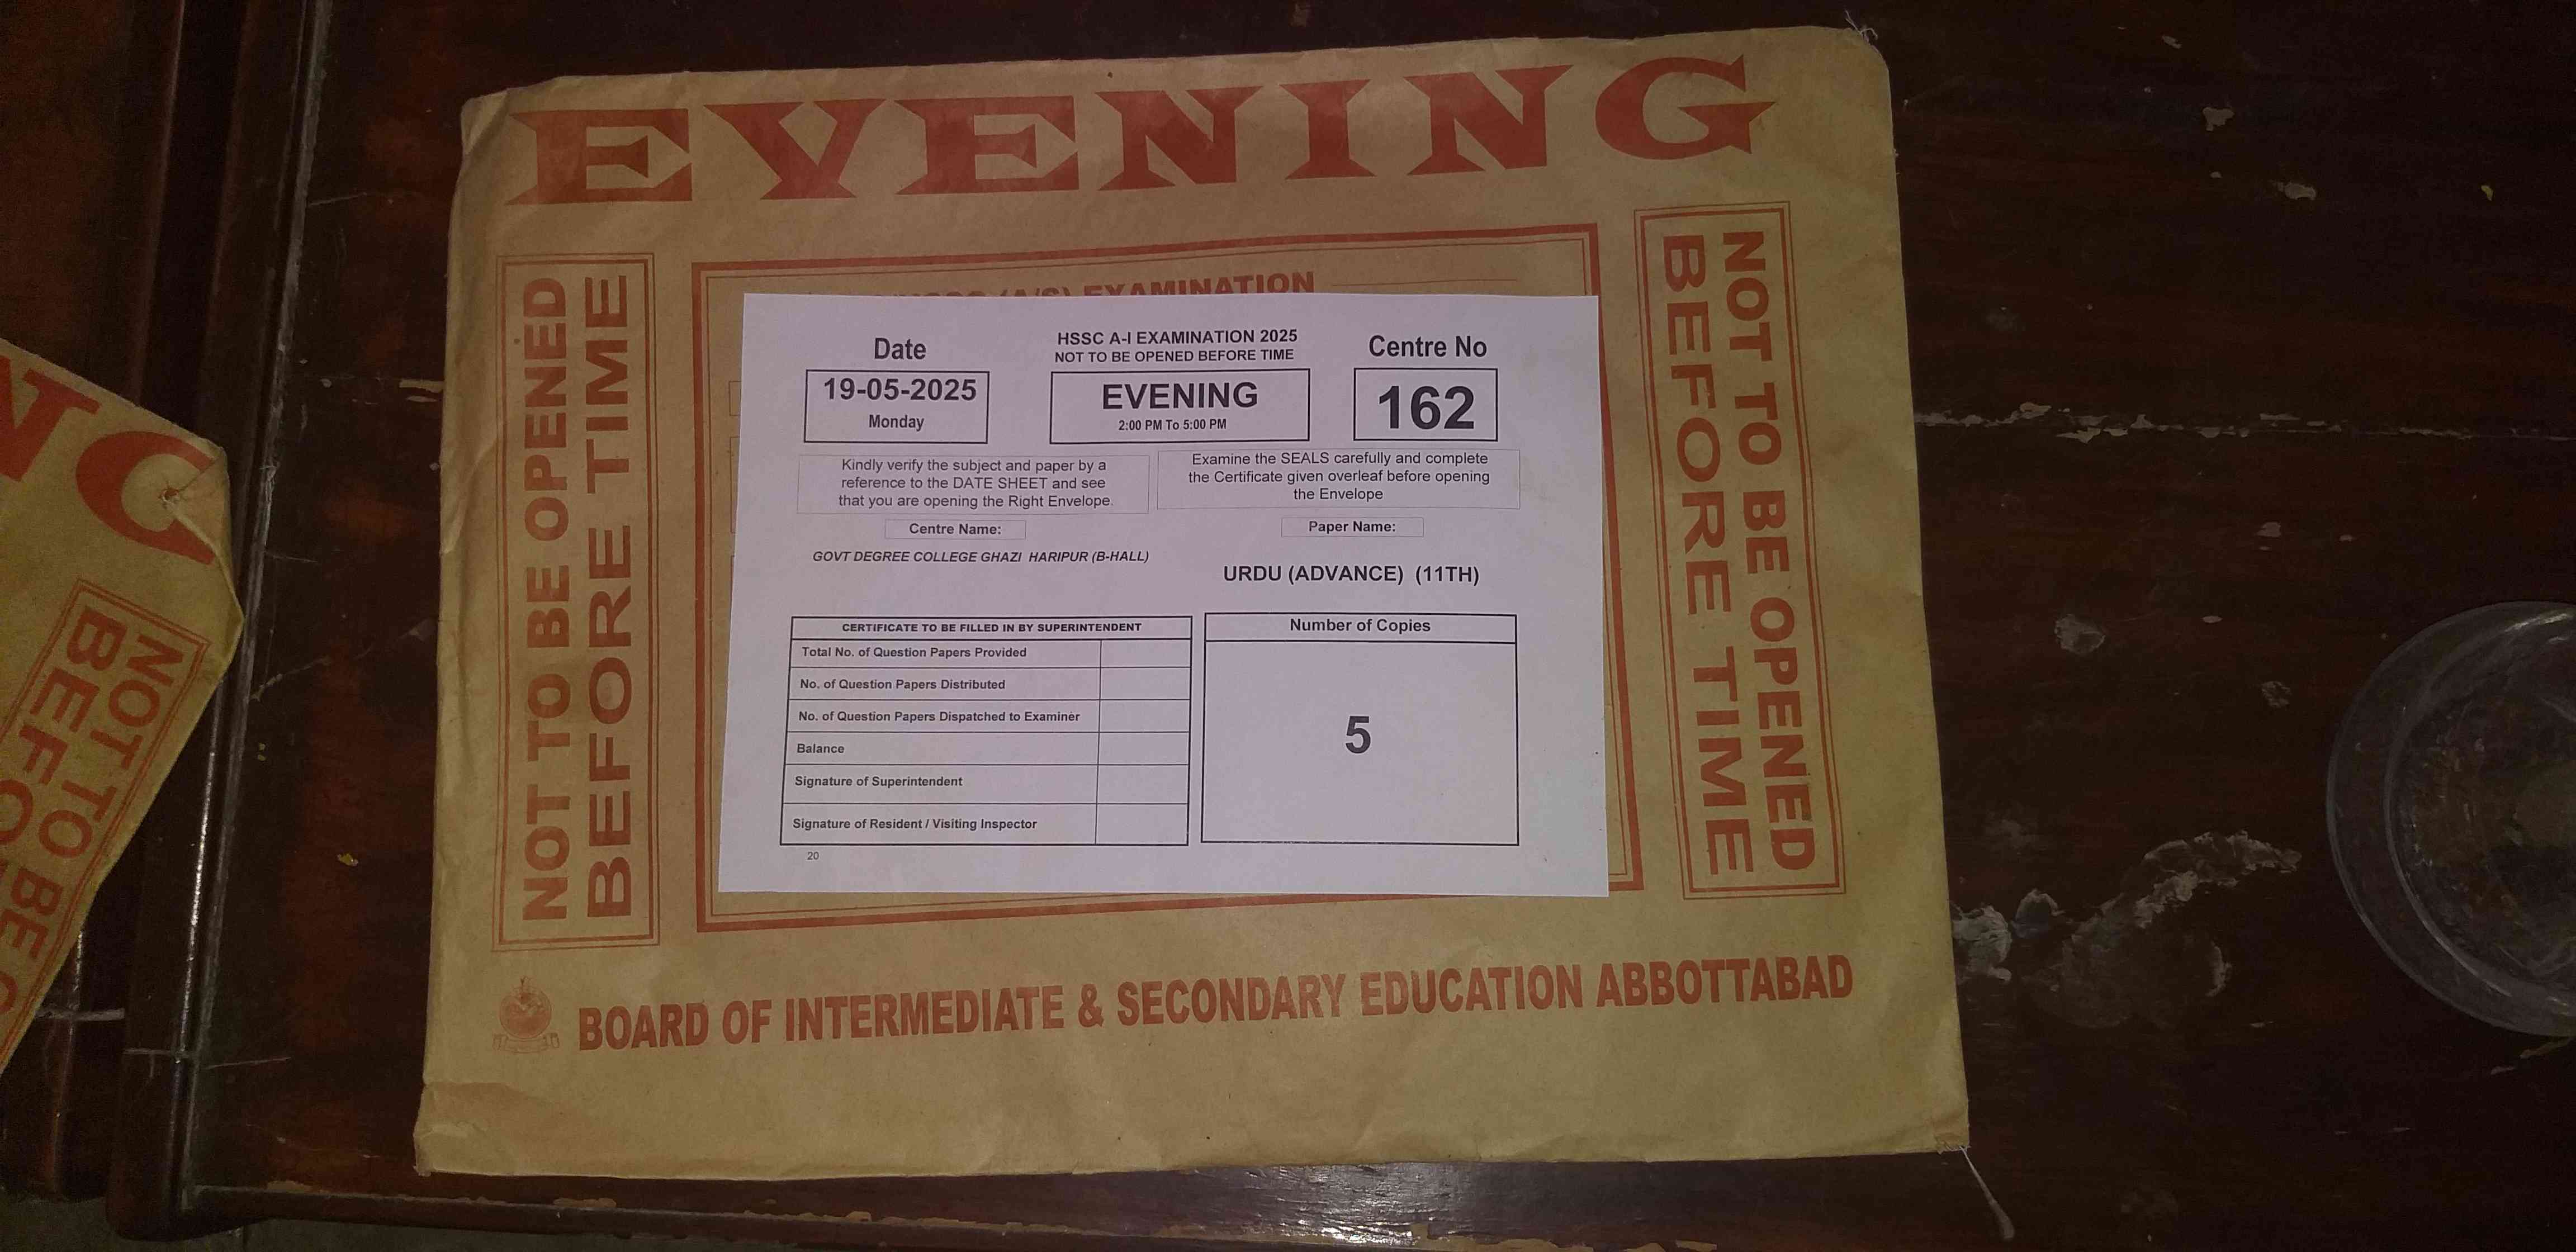 EVENING
NOT TO BE OPENED
BEFORE TIME
EXAMINATION
Date
19-05-2025
Monday
HSSC A-I EXAMINATION 2025
NOT TO BE OPENED BEFORE TIME
EVENING
2:00 PM To 5:00 PM
Centre No
162
Kindly verify the subject and paper by a
reference to the DATE SHEET and see
that you are opening the Right Envelope.
Examine the SEALS carefully and complete
the Certificate given overleaf before opening
the Envelope
Centre Name:
GOVT DEGREE COLLEGE GHAZI HARIPUR (B-HALL)
Paper Name:
URDU (ADVANCE) (11TH)
CERTIFICATE TO BE FILLED IN BY SUPERINTENDENT
Total No. of Question Papers Provided
No. of Question Papers Distributed
No. of Question Papers Dispatched to Examiner
Balance
Signature of Superintendent
Signature of Resident / Visiting Inspector
Number of Copies
5
20
NOT TO BE OPENED
BEFORE TIME
BOARD OF INTERMEDIATE & SECONDARY EDUCATION ABBOTTABAD
NG
NOT TO BE